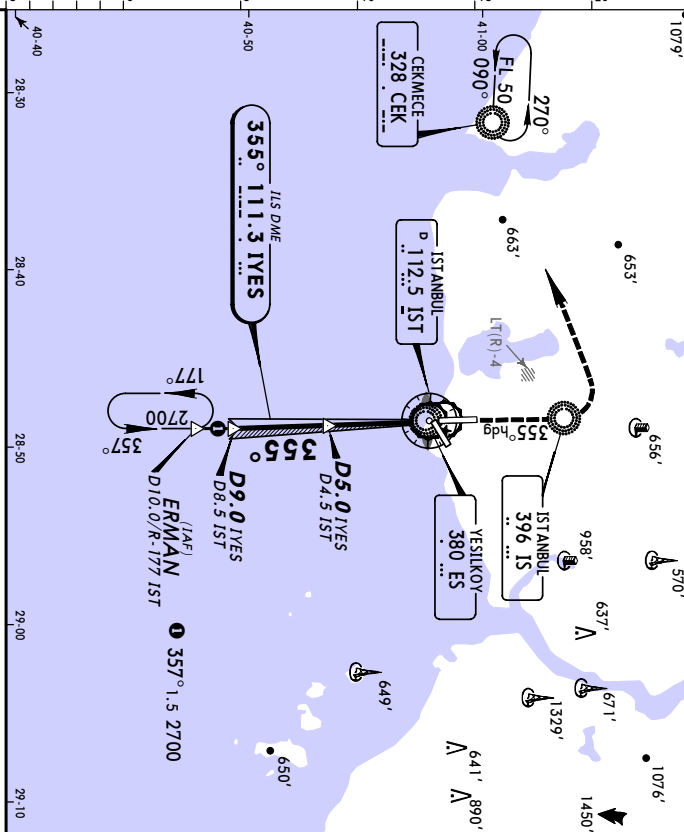 1079'
40-40
40-50
41-00
28-30
28-40
28-50
29-00
29-10
FL 50
090°
270°
CEKMECE
328 CEK
ILS DME
355° 111.3 IYES
ISTANBUL
D 112.5 IST
663'
653'
LT(R)-4
355° hdg
656'
ISTANBUL
396 IS
YESILKOY
380 ES
958'
570'
637'
671'
1329'
649'
650'
641'
890'
1076'
1450'
177°
2700
357°
1
355°
D5.0 IYES
D4.5 IST
D9.0 IYES
D8.5 IST
(IAF)
ERMAN
D10.0/R-177 IST
1 357° 1.5 2700